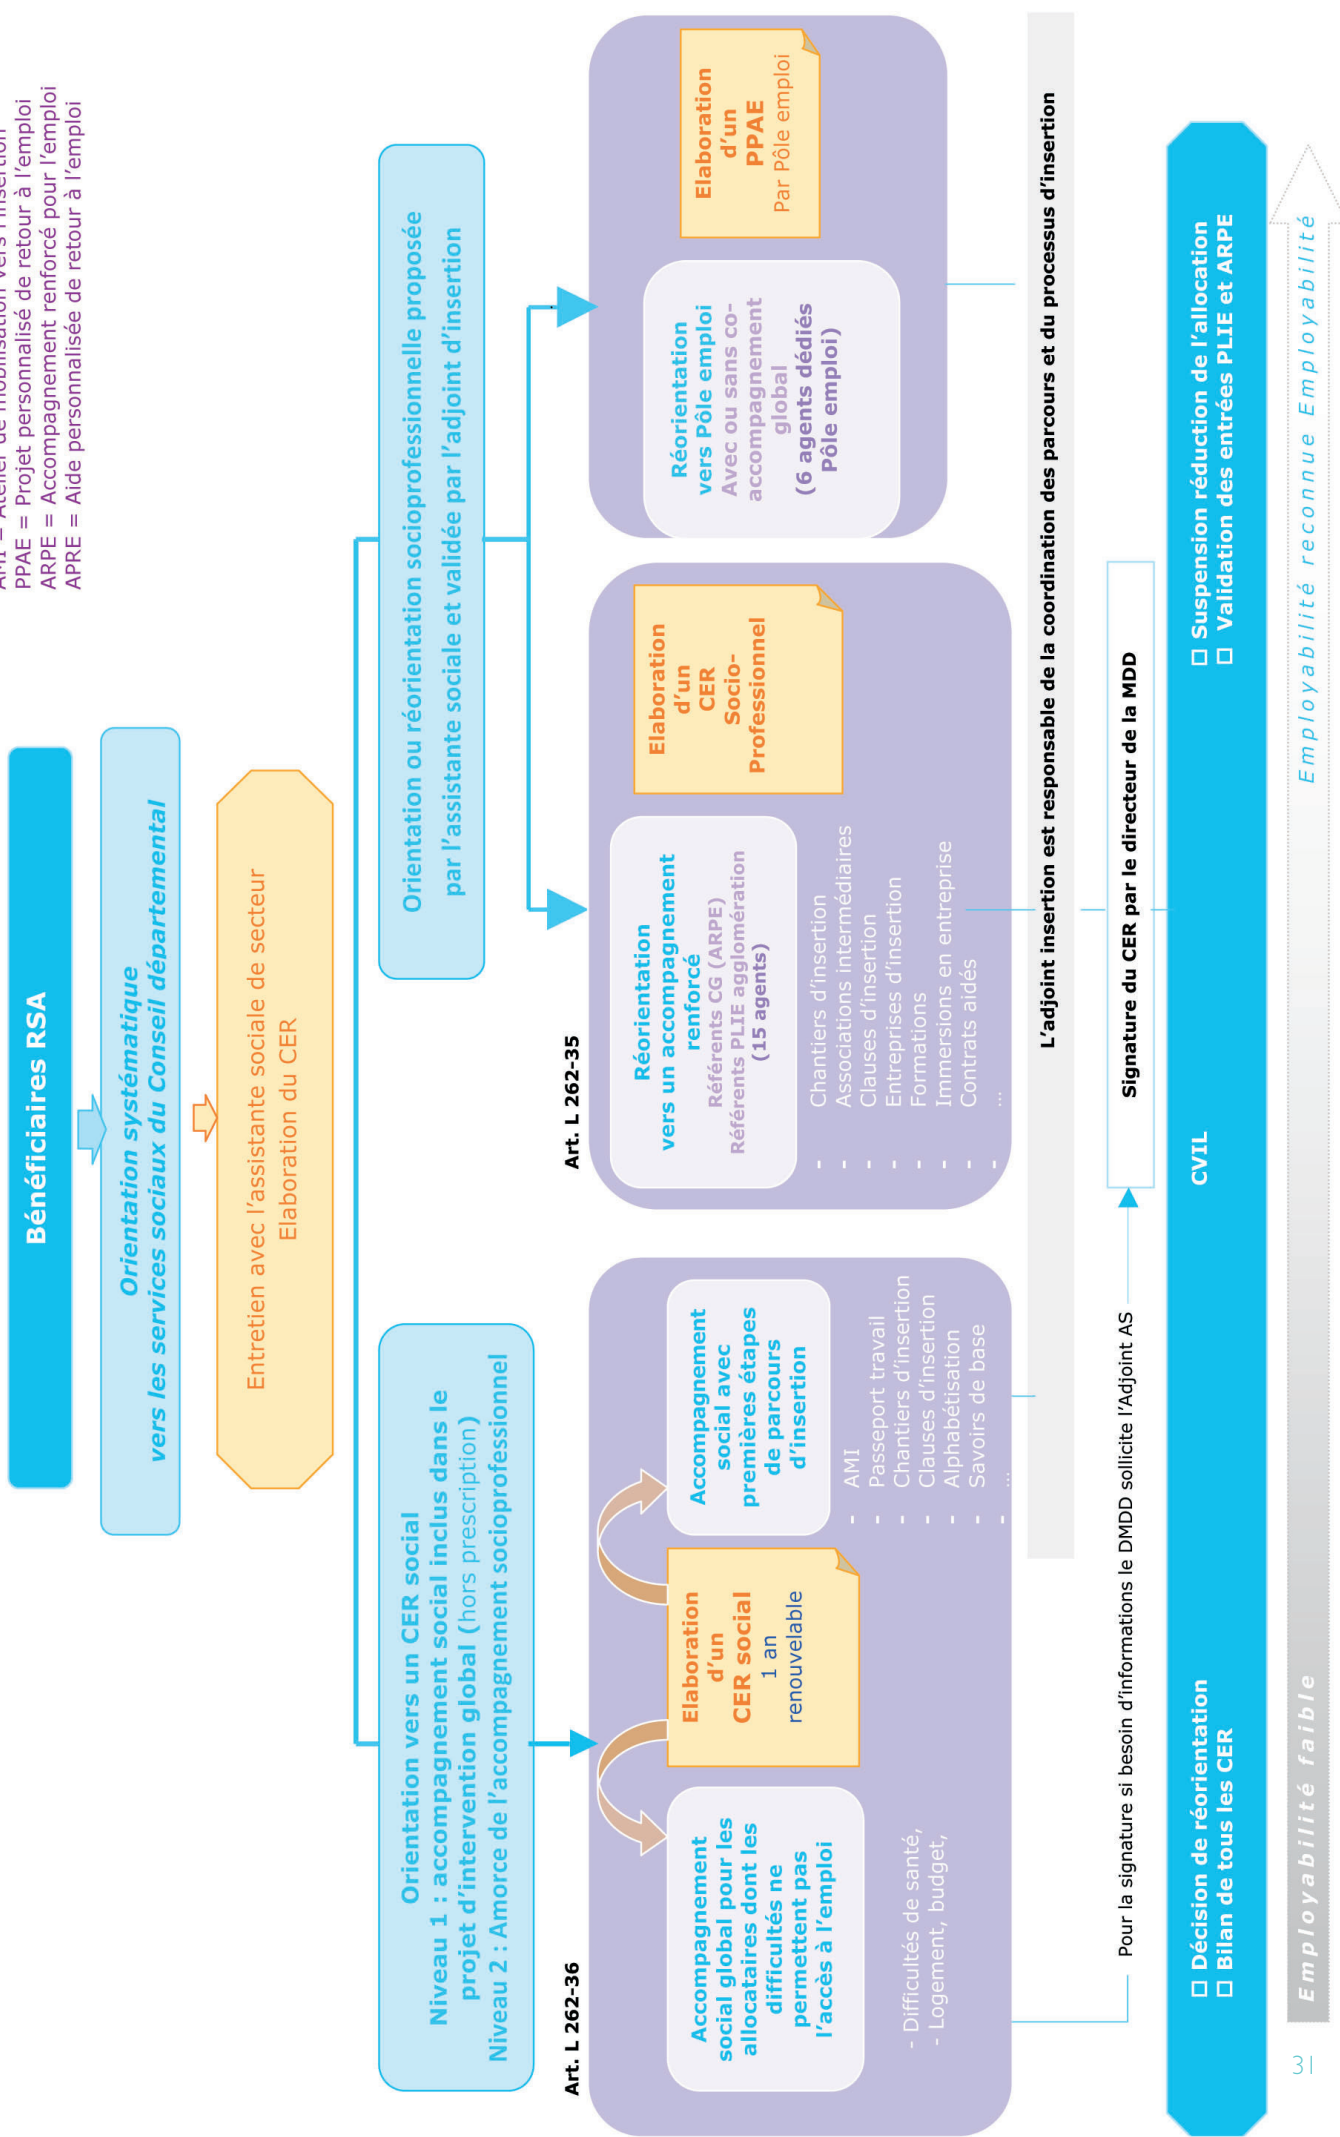 AMI = Atelier de mobilisation vers l'insertion
PPAE = Projet personnalisé de retour à l'emploi
ARPE = Accompagnement renforcé pour l'emploi
APRE = Aide personnalisée de retour à l'emploi
Bénéficiaires RSA
Orientation systématique
vers les services sociaux du Conseil départemental
Entretien avec l'assistante sociale de secteur
Elaboration du CER
Orientation vers un CER social
Niveau 1 : accompagnement social inclus dans le
projet d'intervention global (hors prescription)
Niveau 2 : Amorce de l'accompagnement socioprofessionnel
Orientation ou réorientation socioprofessionnelle proposée
par l'assistante sociale et validée par l'adjoint d'insertion
Art. L 262-36
Accompagnement
social global pour les
allocataires dont les
difficultés ne
permettent pas
l'accès à l'emploi
- Difficultés de santé,
- Logement, budget,
Elaboration
d'un
CER social
1 an
renouvelable
Accompagnement
social avec
premières étapes
de parcours
d'insertion
- AMI
- Passeport travail
- Chantiers d'insertion
- Clauses d'insertion
- Alphabétisation
- Savoirs de base
- ...
Art. L 262-35
Réorientation
vers un accompagnement
renforcé
Référents CG (ARPE)
Référents PLIE agglomération
(15 agents)
- Chantiers d'insertion
- Associations intermédiaires
- Clauses d'insertion
- Entreprises d'insertion
- Formations
- Immersions en entreprise
- Contrats aidés
- ...
Elaboration
d'un
CER
Socio-
Professionnel
Réorientation
vers Pôle emploi
Avec ou sans co-
accompagnement
global
(6 agents dédiés
Pôle emploi)
Elaboration
d'un
PPAE
Par Pôle emploi
L'adjoint insertion est responsable de la coordination des parcours et du processus d'insertion
Pour la signature si besoin d'informations le DMDD sollicite l'Adjoint AS
Signature du CER par le directeur de la MDD
□ Décision de réorientation
□ Bilan de tous les CER
CVIL
□ Suspension réduction de l'allocation
□ Validation des entrées PLIE et ARPE
Employabilité faible
Employabilité reconnue Employabilité
31